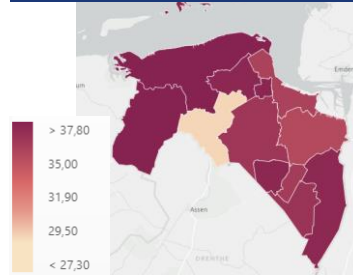 Emden
> 37,80
35,00
31,90
29,50
< 27,30
Assen
DRENTHE